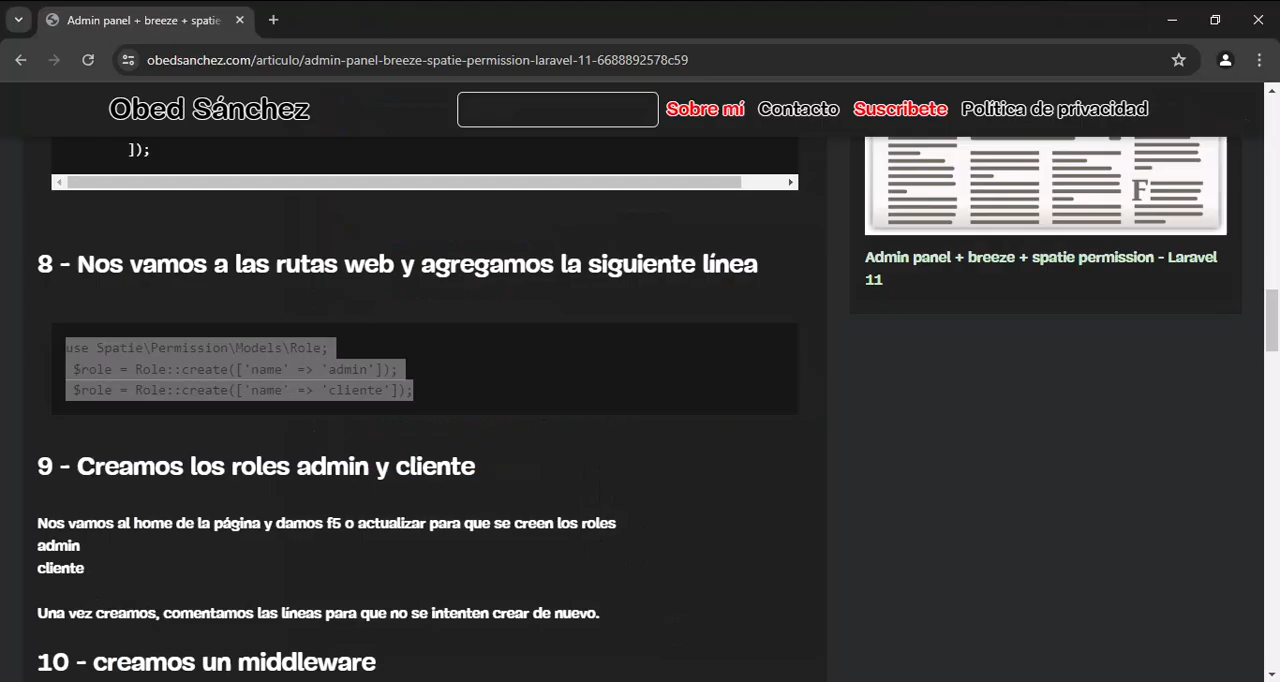 Admin panel + breeze + spatie
obedsanchez.com/articulo/admin-panel-breeze-spatie-permission-laravel-11-6688892578c59
Obed Sánchez
Sobre mí Contacto Suscribete Política de privacidad
]);
F
8 - Nos vamos a las rutas web y agregamos la siguiente línea
Admin panel + breeze + spatie permission - Laravel
11
use Spatie\Permission\Models\Role;
$role = Role::create(['name' => 'admin']);
$role = Role::create(['name' => 'cliente']);
9 - Creamos los roles admin y cliente
Nos vamos al home de la página y damos f5 o actualizar para que se creen los roles
admin
cliente
Una vez creamos, comentamos las líneas para que no se intenten crear de nuevo.
10 - creamos un middleware